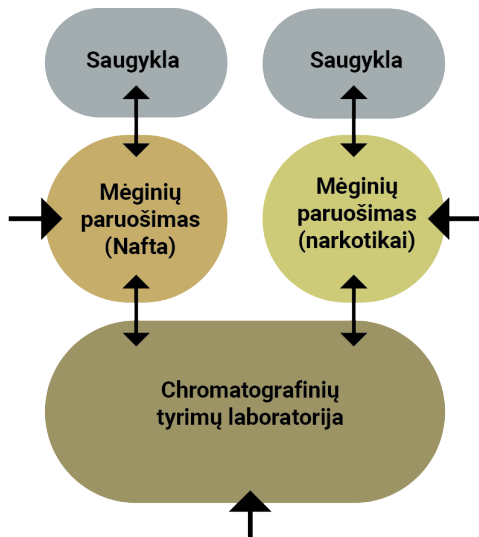 Saugykla
Saugykla
Mėginių
paruošimas
(Nafta)
Mėginių
paruošimas
(narkotikai)
Chromatografinių
tyrimų laboratorija